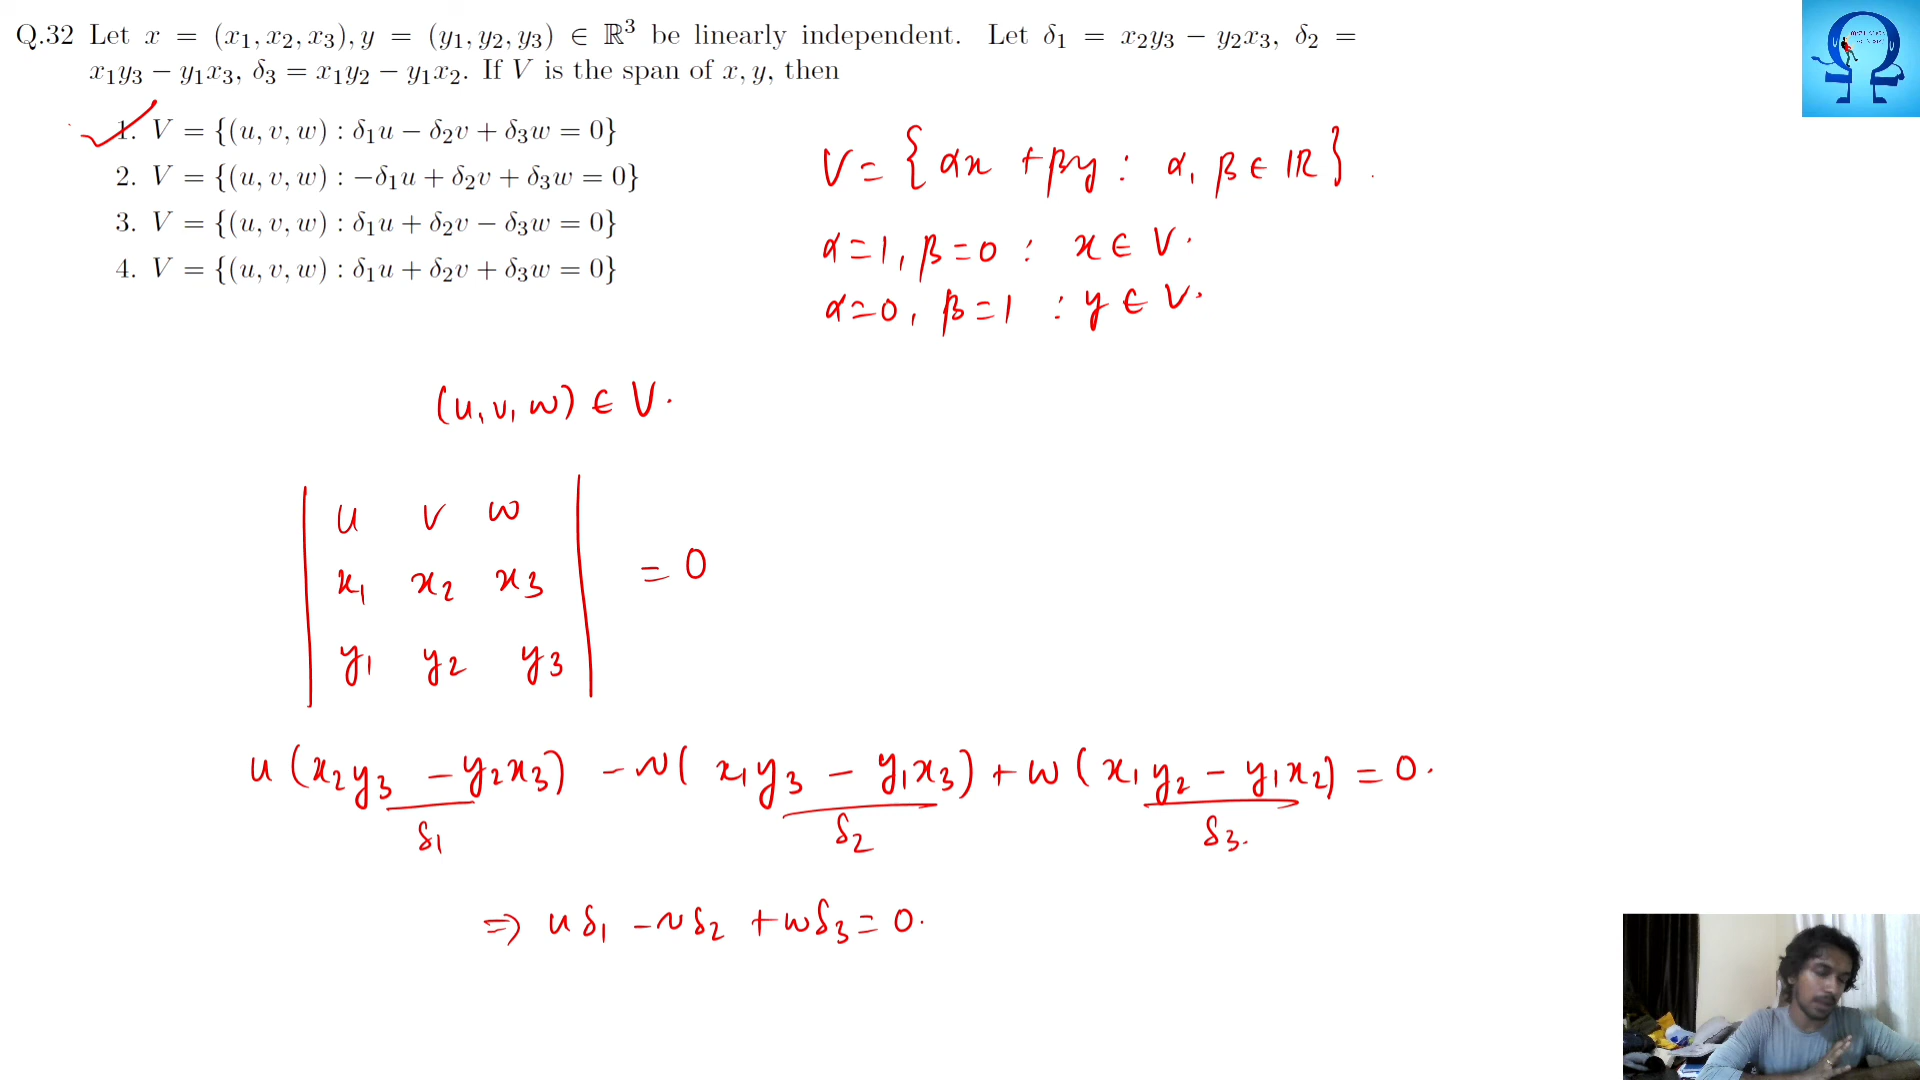 Q.32 Let x = (x₁, x₂, x₃), y = (y₁, y₂, y₃) ∈ ℝ³ be linearly independent. Let δ₁ = x₂y₃ − y₂x₃, δ₂ =
x₁y₃ − y₁x₃, δ₃ = x₁y₂ − y₁x₂. If V is the span of x, y, then
1. V = {(u, v, w) : δ₁u − δ₂v + δ₃w = 0}
2. V = {(u, v, w) : −δ₁u + δ₂v + δ₃w = 0}
3. V = {(u, v, w) : δ₁u + δ₂v − δ₃w = 0}
4. V = {(u, v, w) : δ₁u + δ₂v + δ₃w = 0}
V = {αx + βy : α, β ∈ ℝ}.
α = 1, β = 0 : x ∈ V.
α = 0, β = 1 : y ∈ V.
(u, v, w) ∈ V.
u v w
x₁ x₂ x₃ = 0
y₁ y₂ y₃
u (x₂y₃ − y₂x₃) − v( x₁y₃ − y₁x₃) + w (x₁y₂ − y₁x₂) = 0.
δ₁ δ₂ δ₃.
⇒ uδ₁ − vδ₂ + wδ₃ = 0.